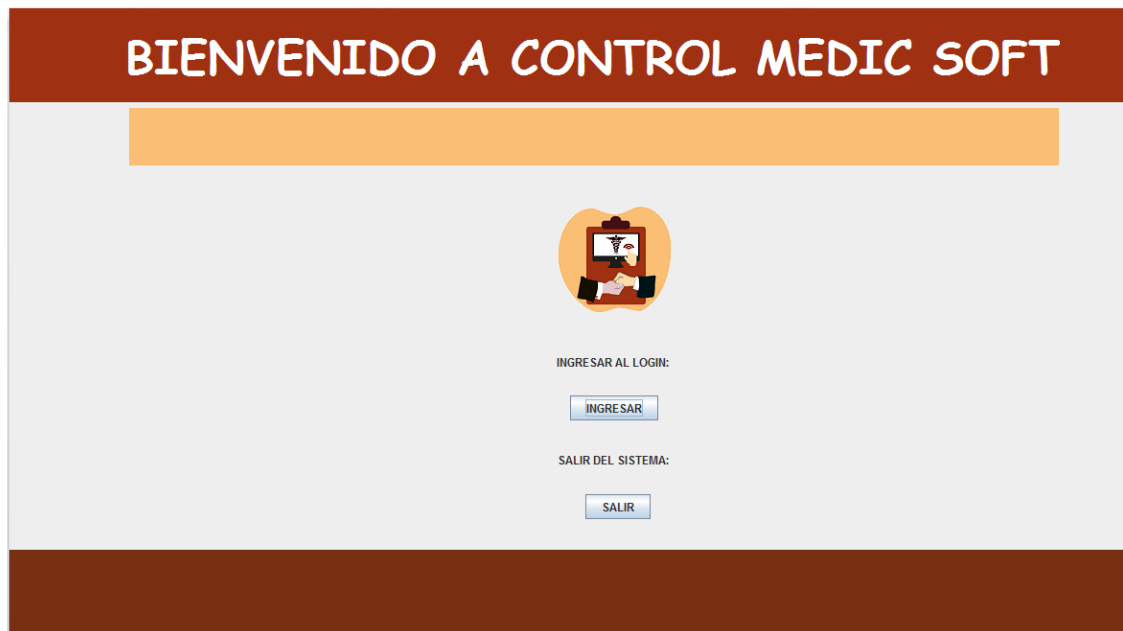 BIENVENIDO A CONTROL MEDIC SOFT
INGRESAR AL LOGIN:
INGRESAR
SALIR DEL SISTEMA:
SALIR